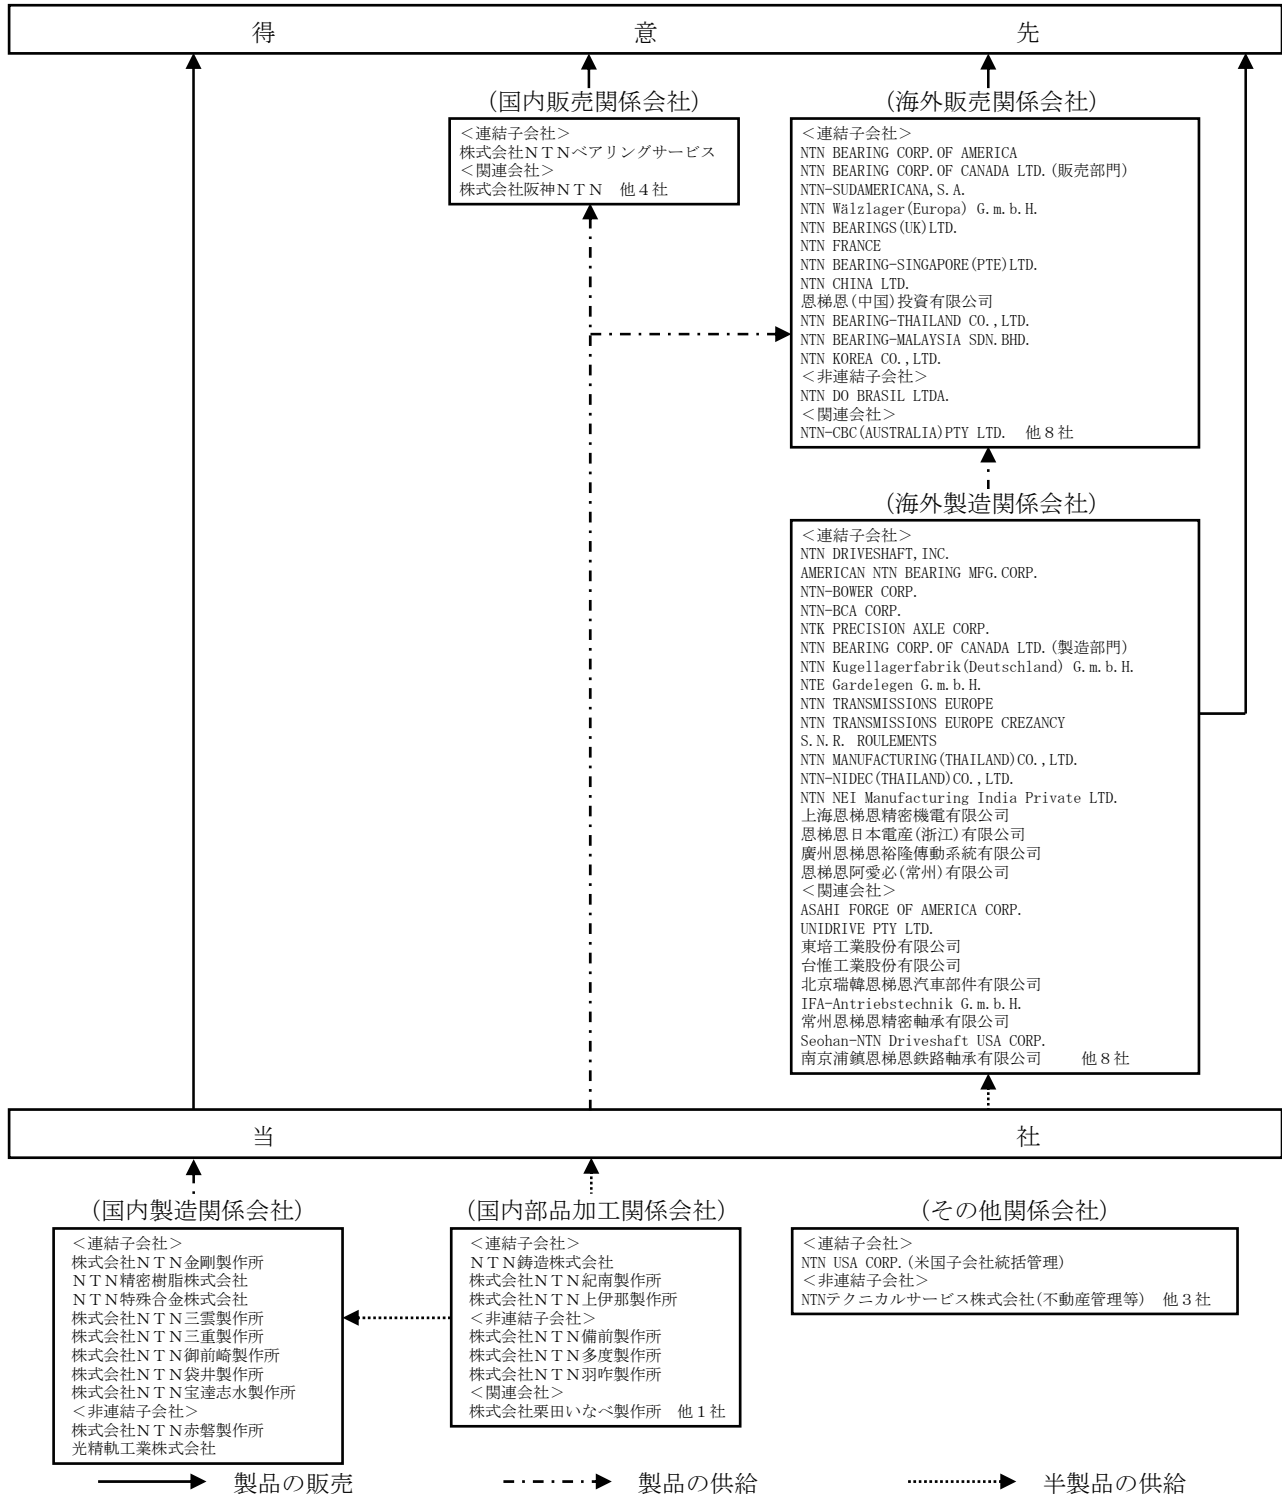 得意先
(国内販売関係会社)
＜連結子会社＞
株式会社ＮＴＮベアリングサービス
＜関連会社＞
株式会社阪神ＮＴＮ　他４社
(海外販売関係会社)
＜連結子会社＞
NTN BEARING CORP.OF AMERICA
NTN BEARING CORP.OF CANADA LTD.(販売部門)
NTN-SUDAMERICANA,S.A.
NTN Wälzlager(Europa) G.m.b.H.
NTN BEARINGS(UK)LTD.
NTN FRANCE
NTN BEARING-SINGAPORE(PTE)LTD.
NTN CHINA LTD.
恩梯恩(中国)投資有限公司
NTN BEARING-THAILAND CO.,LTD.
NTN BEARING-MALAYSIA SDN.BHD.
NTN KOREA CO.,LTD.
＜非連結子会社＞
NTN DO BRASIL LTDA.
＜関連会社＞
NTN-CBC(AUSTRALIA)PTY LTD.　他８社
(海外製造関係会社)
＜連結子会社＞
NTN DRIVESHAFT,INC.
AMERICAN NTN BEARING MFG.CORP.
NTN-BOWER CORP.
NTN-BCA CORP.
NTK PRECISION AXLE CORP.
NTN BEARING CORP.OF CANADA LTD.(製造部門)
NTN Kugellagerfabrik(Deutschland) G.m.b.H.
NTE Gardelegen G.m.b.H.
NTN TRANSMISSIONS EUROPE
NTN TRANSMISSIONS EUROPE CREZANCY
S.N.R. ROULEMENTS
NTN MANUFACTURING(THAILAND)CO.,LTD.
NTN-NIDEC(THAILAND)CO.,LTD.
NTN NEI Manufacturing India Private LTD.
上海恩梯恩精密機電有限公司
恩梯恩日本電産(浙江)有限公司
廣州恩梯恩裕隆傳動系統有限公司
恩梯恩阿愛必(常州)有限公司
＜関連会社＞
ASAHI FORGE OF AMERICA CORP.
UNIDRIVE PTY LTD.
東培工業股份有限公司
台惟工業股份有限公司
北京瑞韓恩梯恩汽車部件有限公司
IFA-Antriebstechnik G.m.b.H.
常州恩梯恩精密軸承有限公司
Seohan-NTN Driveshaft USA CORP.
南京浦鎮恩梯恩鉄路軸承有限公司　他８社
当社
(国内製造関係会社)
＜連結子会社＞
株式会社ＮＴＮ金剛製作所
ＮＴＮ精密樹脂株式会社
ＮＴＮ特殊合金株式会社
株式会社ＮＴＮ三雲製作所
株式会社ＮＴＮ三重製作所
株式会社ＮＴＮ御前崎製作所
株式会社ＮＴＮ袋井製作所
株式会社ＮＴＮ宝達志水製作所
＜非連結子会社＞
株式会社ＮＴＮ赤磐製作所
光精軌工業株式会社
(国内部品加工関係会社)
＜連結子会社＞
ＮＴＮ鋳造株式会社
株式会社ＮＴＮ紀南製作所
株式会社ＮＴＮ上伊那製作所
＜非連結子会社＞
株式会社ＮＴＮ備前製作所
株式会社ＮＴＮ多度製作所
株式会社ＮＴＮ羽咋製作所
＜関連会社＞
株式会社栗田いなべ製作所　他１社
(その他関係会社)
＜連結子会社＞
NTN USA CORP.(米国子会社統括管理)
＜非連結子会社＞
NTNテクニカルサービス株式会社(不動産管理等)　他３社
製品の販売
製品の供給
半製品の供給